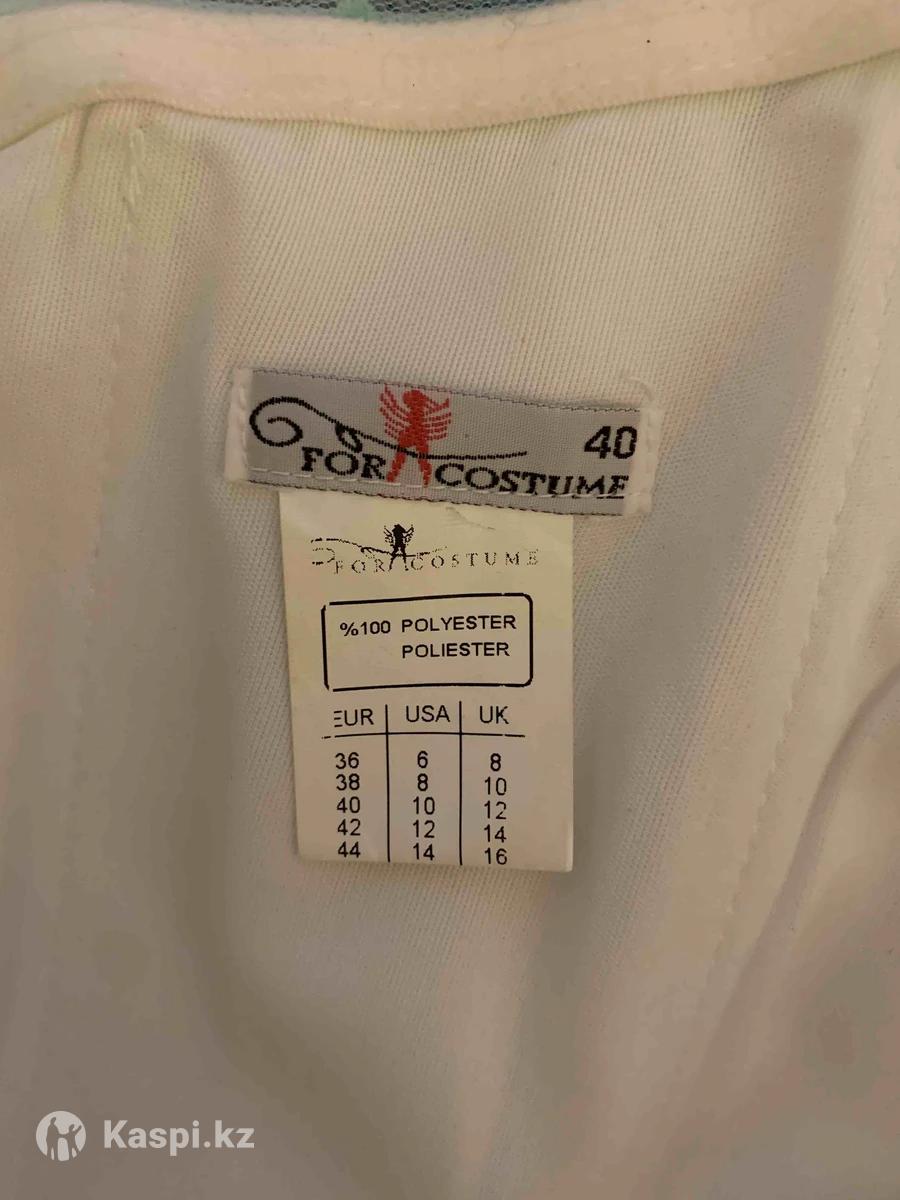 40
FOR COSTUME
FOR COSTUME
%100 POLYESTER
POLIESTER
EUR USA UK
36 6 8
38 8 10
40 10 12
42 12 14
44 14 16
Kaspi.kz